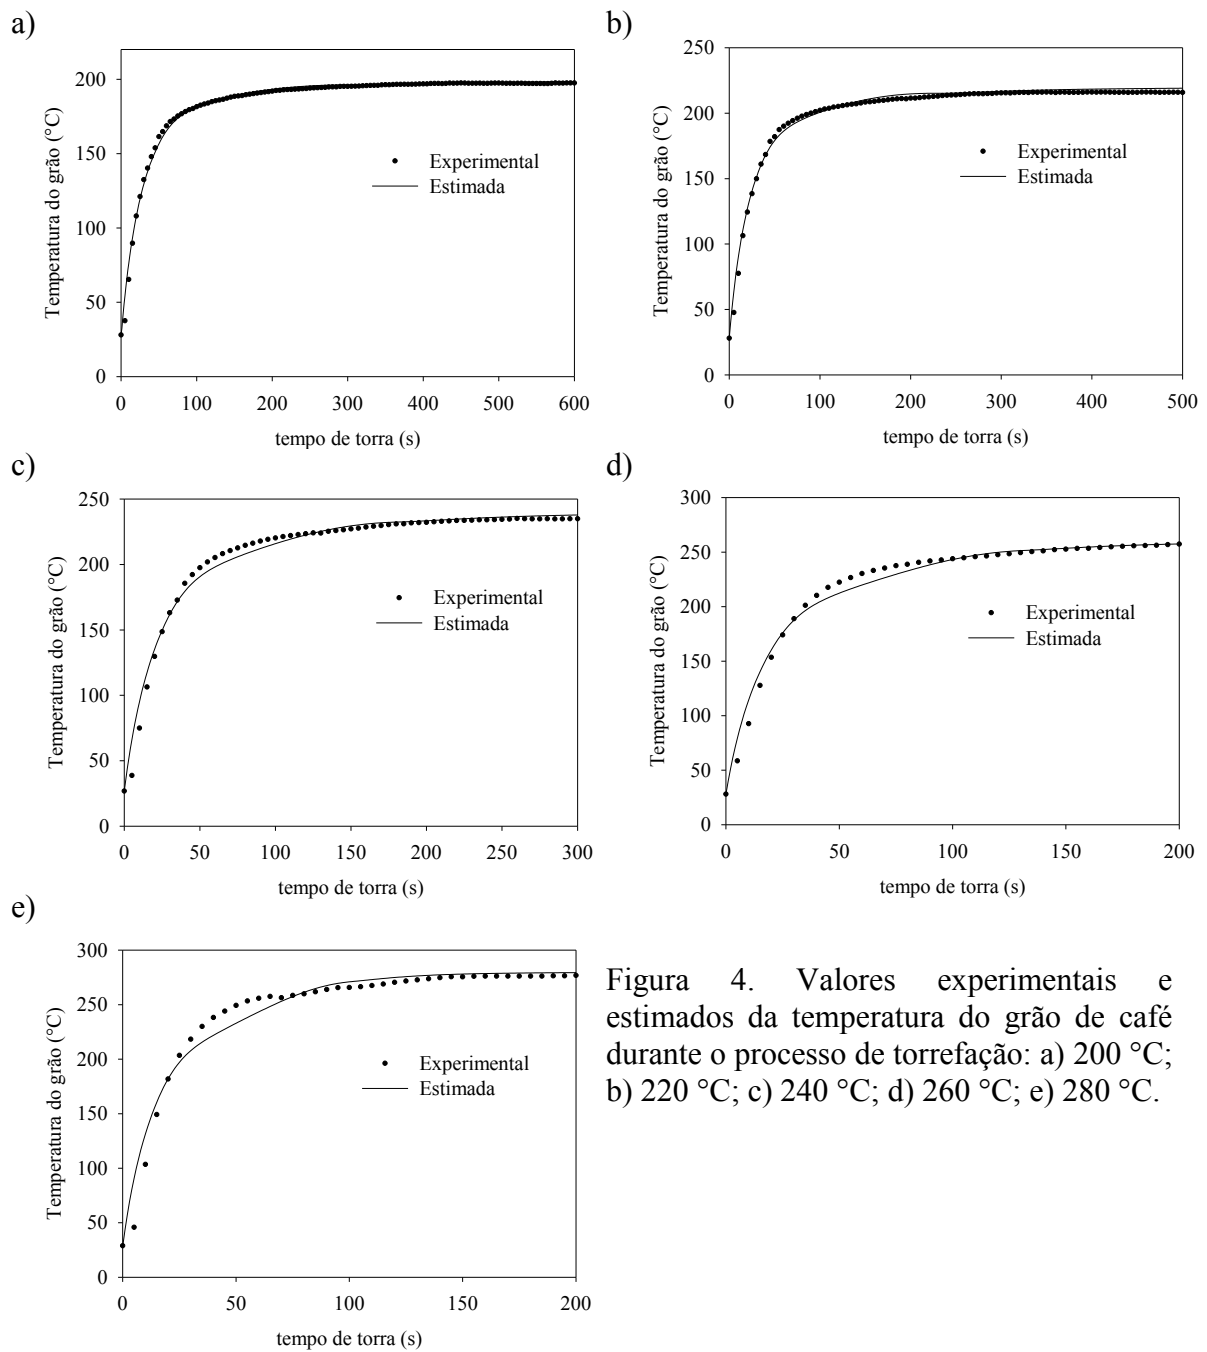 a)
200
150
100
50
0
Temperatura do grão (°C)
Experimental
Estimada
0 100 200 300 400 500 600
tempo de torra (s)
b)
250
200
150
100
50
0
Temperatura do grão (°C)
Experimental
Estimada
0 100 200 300 400 500
tempo de torra (s)
c)
250
200
150
100
50
0
Temperatura do grão (°C)
Experimental
Estimada
0 50 100 150 200 250 300
tempo de torra (s)
d)
300
250
200
150
100
50
0
Temperatura do grão (°C)
Experimental
Estimada
0 50 100 150 200
tempo de torra (s)
e)
300
250
200
150
100
50
0
Temperatura do grão (°C)
Experimental
Estimada
0 50 100 150 200
tempo de torra (s)
Figura 4. Valores experimentais e
estimados da temperatura do grão de café
durante o processo de torrefação: a) 200 °C;
b) 220 °C; c) 240 °C; d) 260 °C; e) 280 °C.